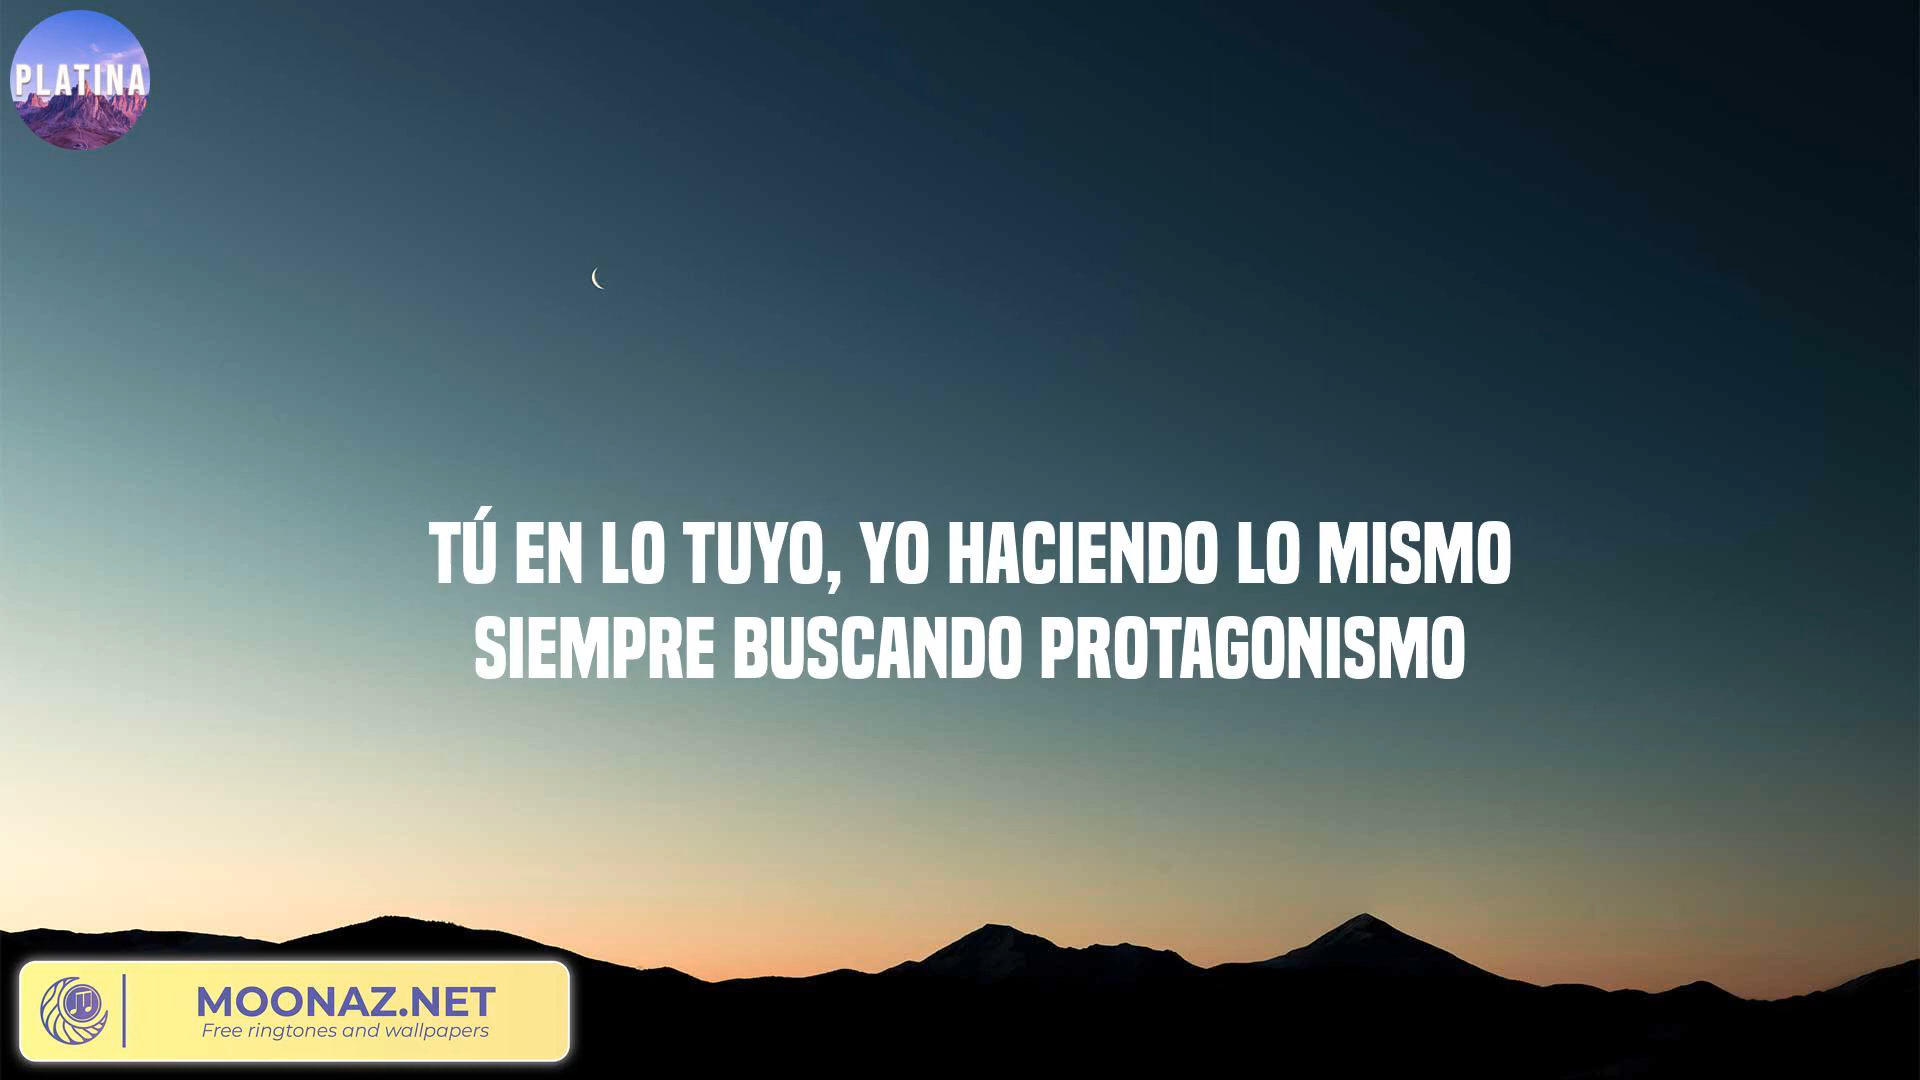 PLATINA
TÚ EN LO TUYO, YO HACIENDO LO MISMO
SIEMPRE BUSCANDO PROTAGONISMO
MOONAZ.NET
Free ringtones and wallpapers